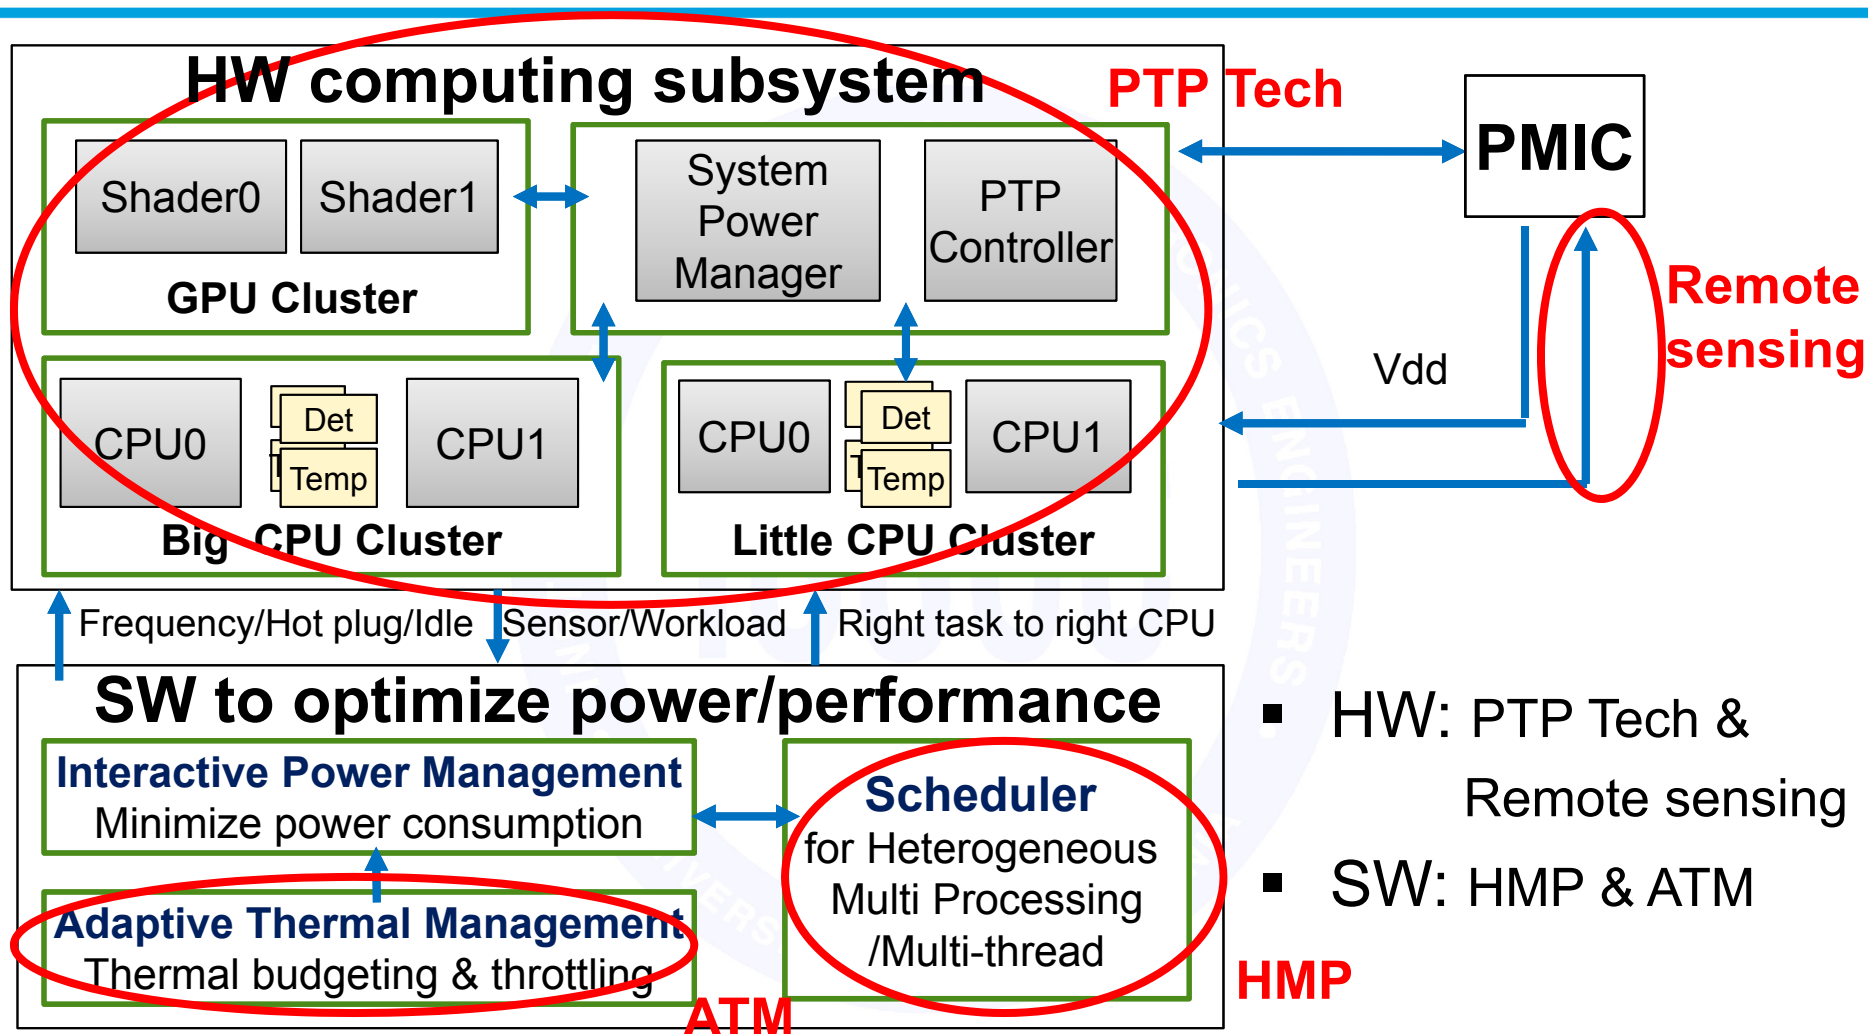 HW computing subsystem
PTP Tech
PMIC
Shader0
Shader1
GPU Cluster
System
Power
Manager
PTP
Controller
Remote
sensing
Vdd
CPU0
Det
Temp
CPU1
Big CPU Cluster
CPU0
Det
Temp
CPU1
Little CPU Cluster
Frequency/Hot plug/Idle
Sensor/Workload
Right task to right CPU
SW to optimize power/performance
Interactive Power Management
Minimize power consumption
Adaptive Thermal Management
Thermal budgeting & throttling
ATM
Scheduler
for Heterogeneous
Multi Processing
/Multi-thread
HMP
▪ HW: PTP Tech &
Remote sensing
▪ SW: HMP & ATM